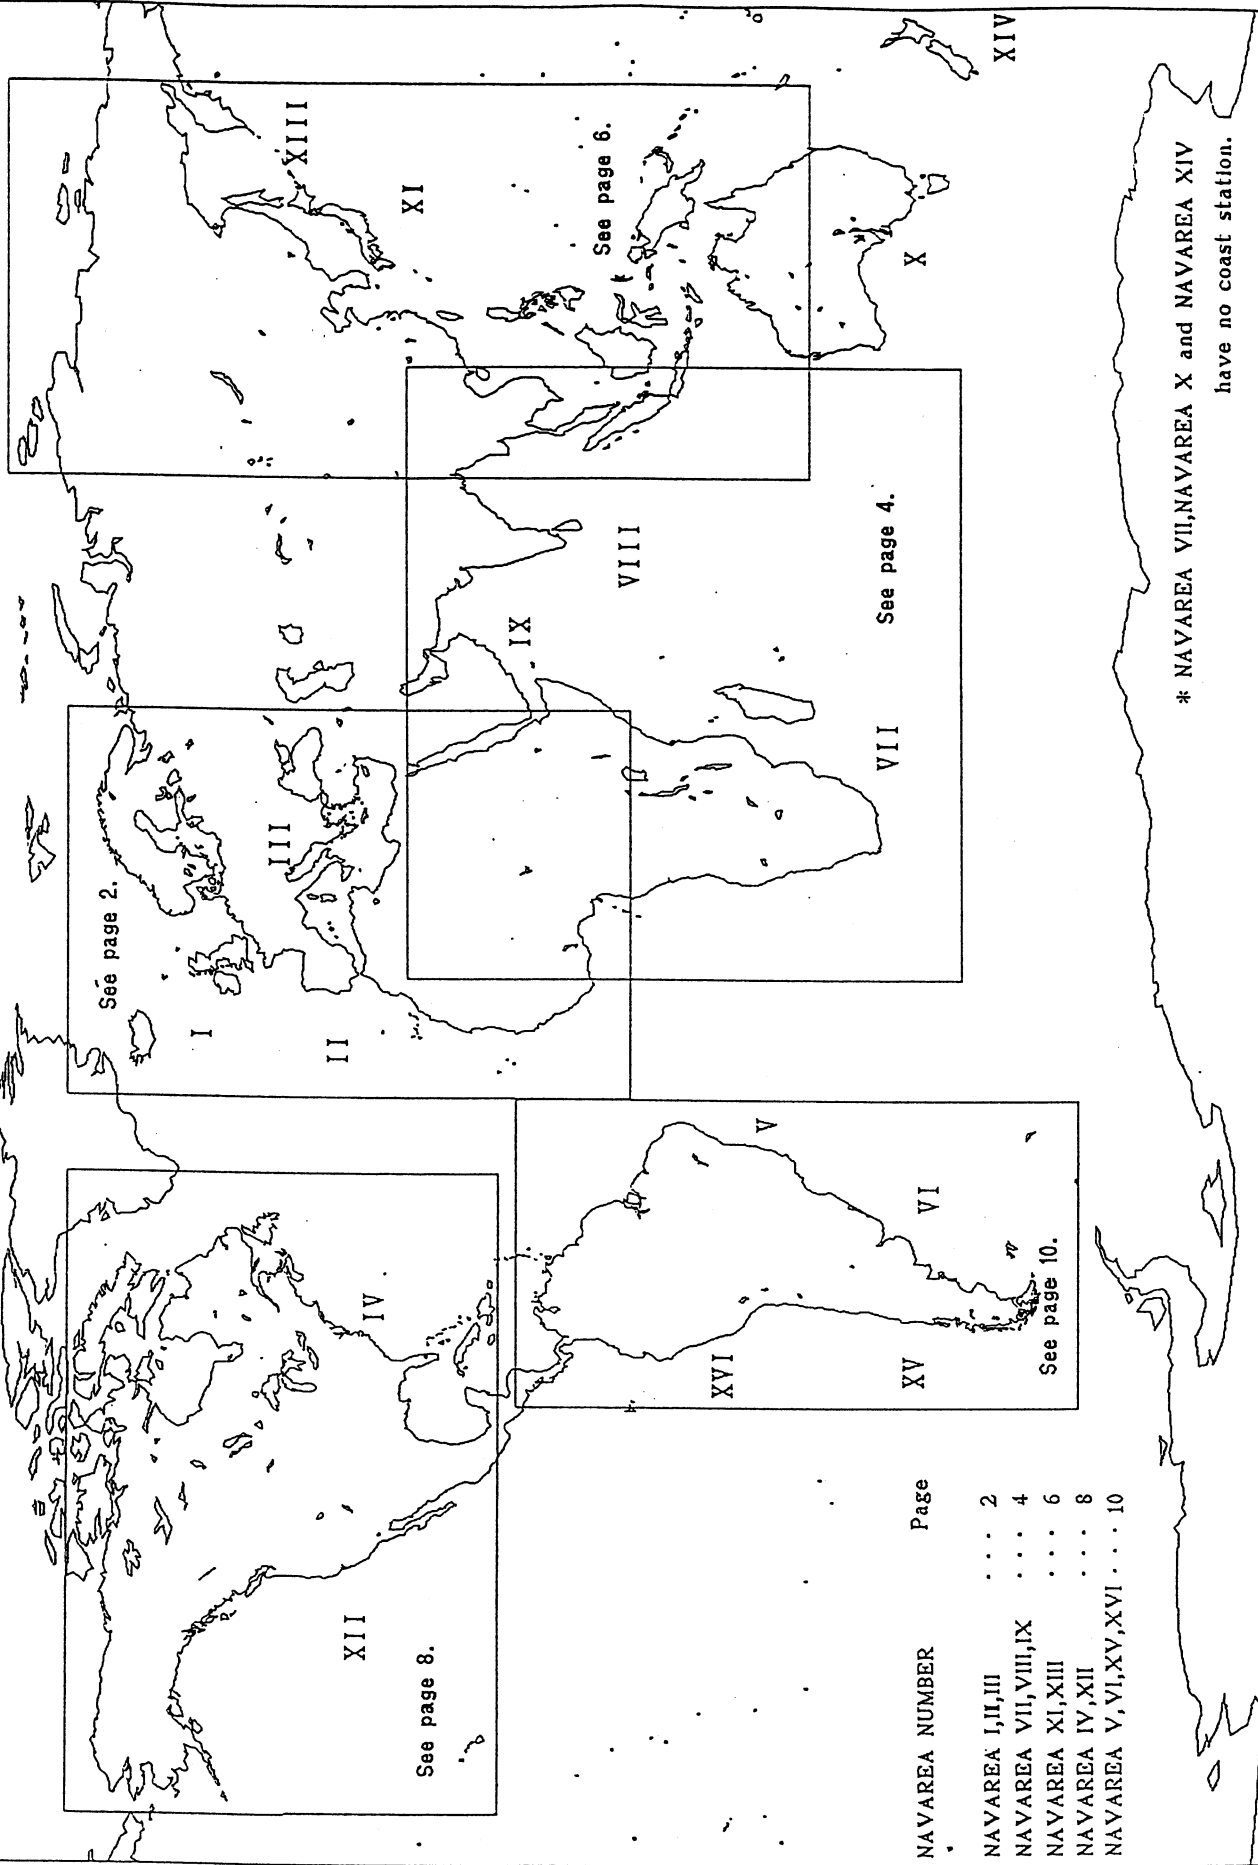 See page 2.
I
II
III
XIII
XI
See page 6.
XIV
X
IX
VIII
See page 4.
VII
XII
See page 8.
IV
V
VI
XVI
XV
See page 10.
NAVAREA NUMBER Page
NAVAREA I,II,III . . . 2
NAVAREA VII,VIII,IX . . . 4
NAVAREA XI,XIII . . . 6
NAVAREA IV,XII . . . 8
NAVAREA V,VI,XV,XVI . . . 10
* NAVAREA VII,NAVAREA X and NAVAREA XIV
have no coast station.